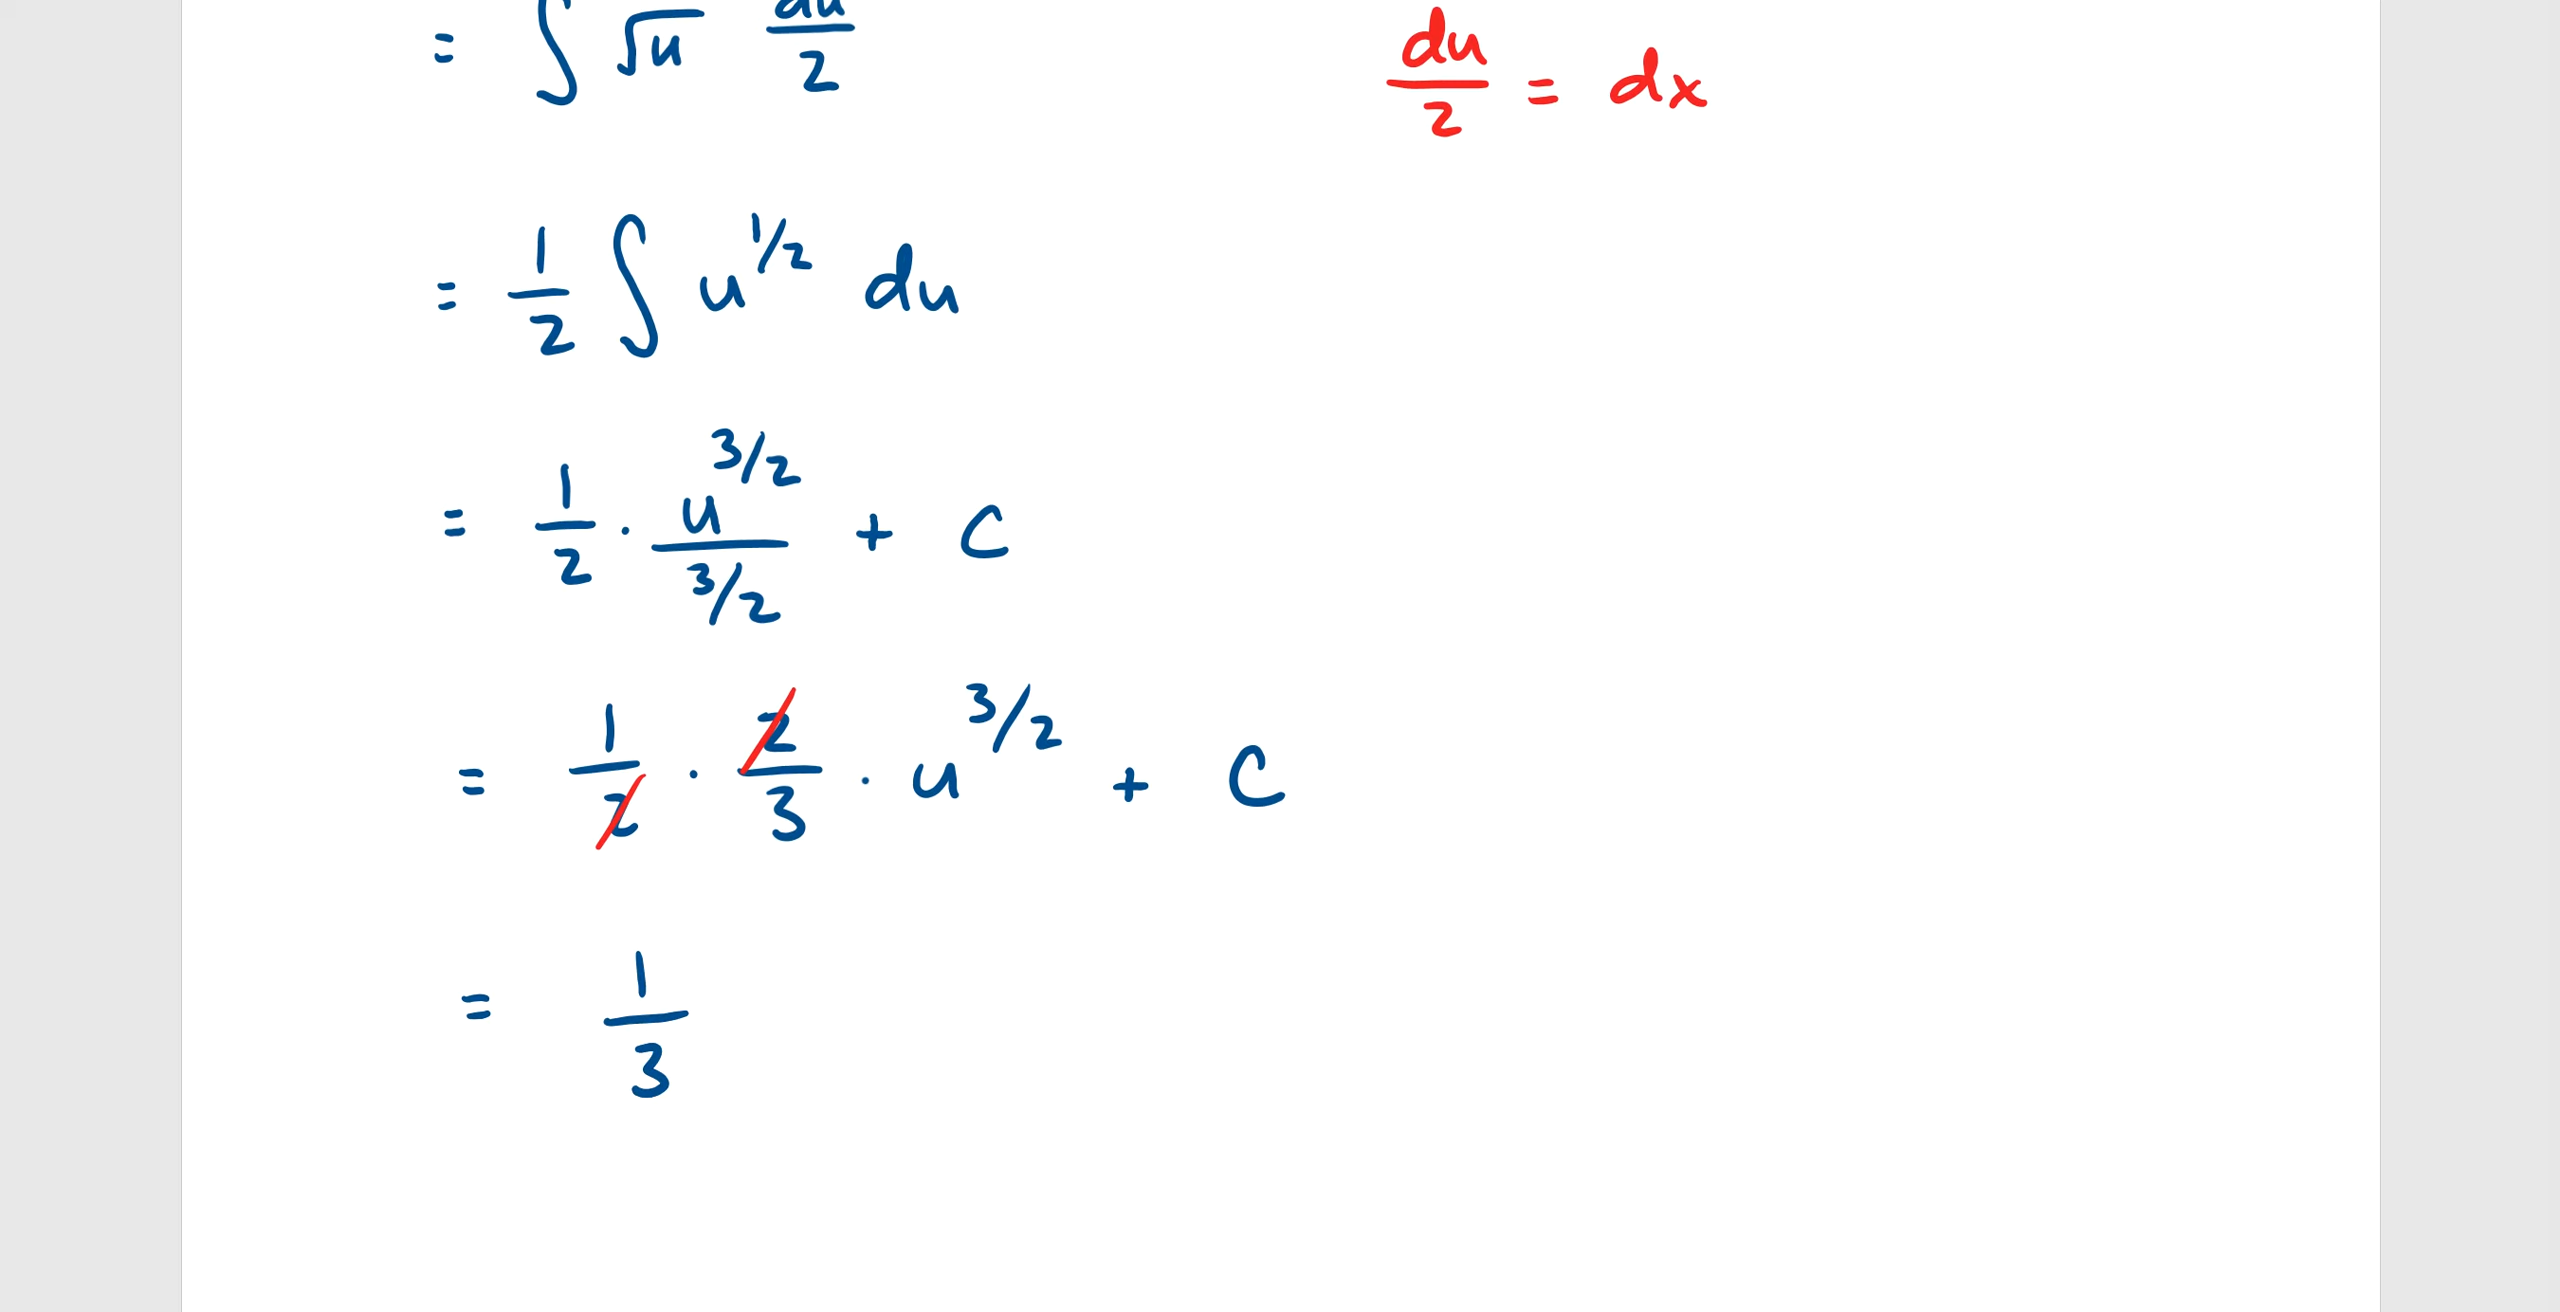 = ∫ √u du/2
du/2 = dx
= 1/2 ∫ u^1/2 du
= 1/2 · u^3/2 / 3/2 + C
= 1/2 · 2/3 · u^3/2 + C
= 1/3